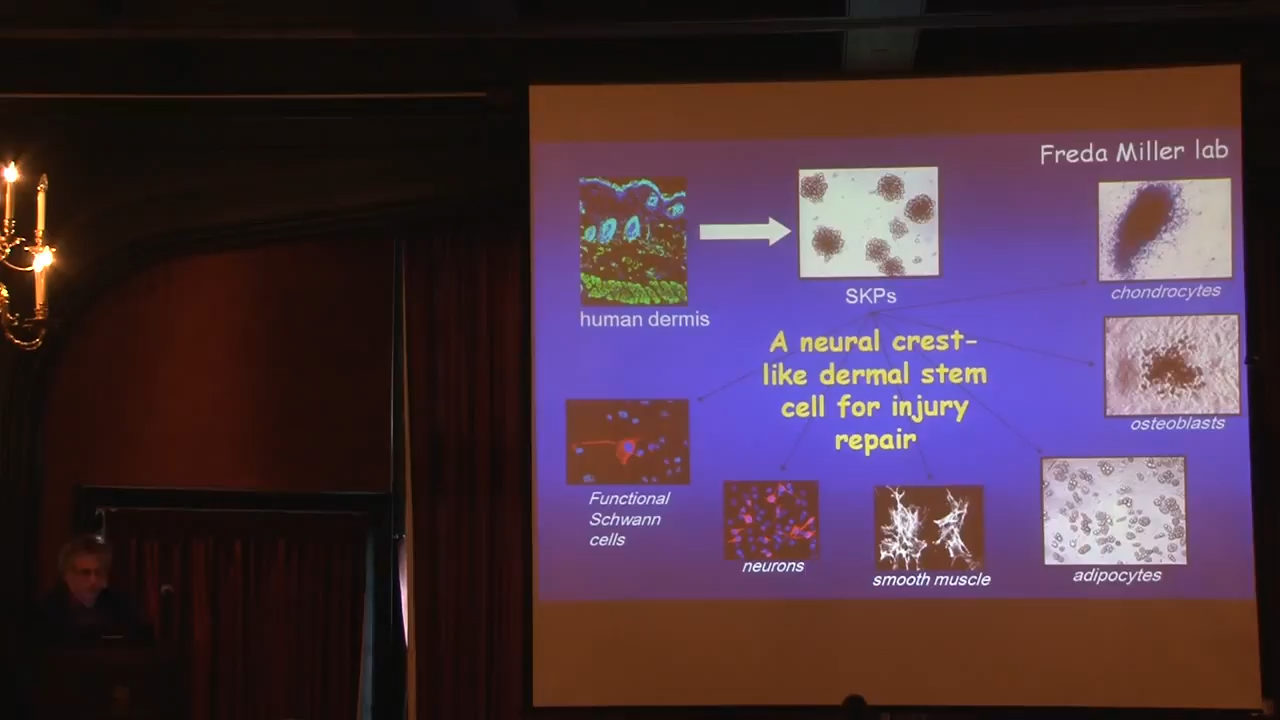 Freda Miller lab
human dermis
SKPs
chondrocytes
A neural crest-
like dermal stem
cell for injury
repair
osteoblasts
Functional
Schwann
cells
neurons
smooth muscle
adipocytes